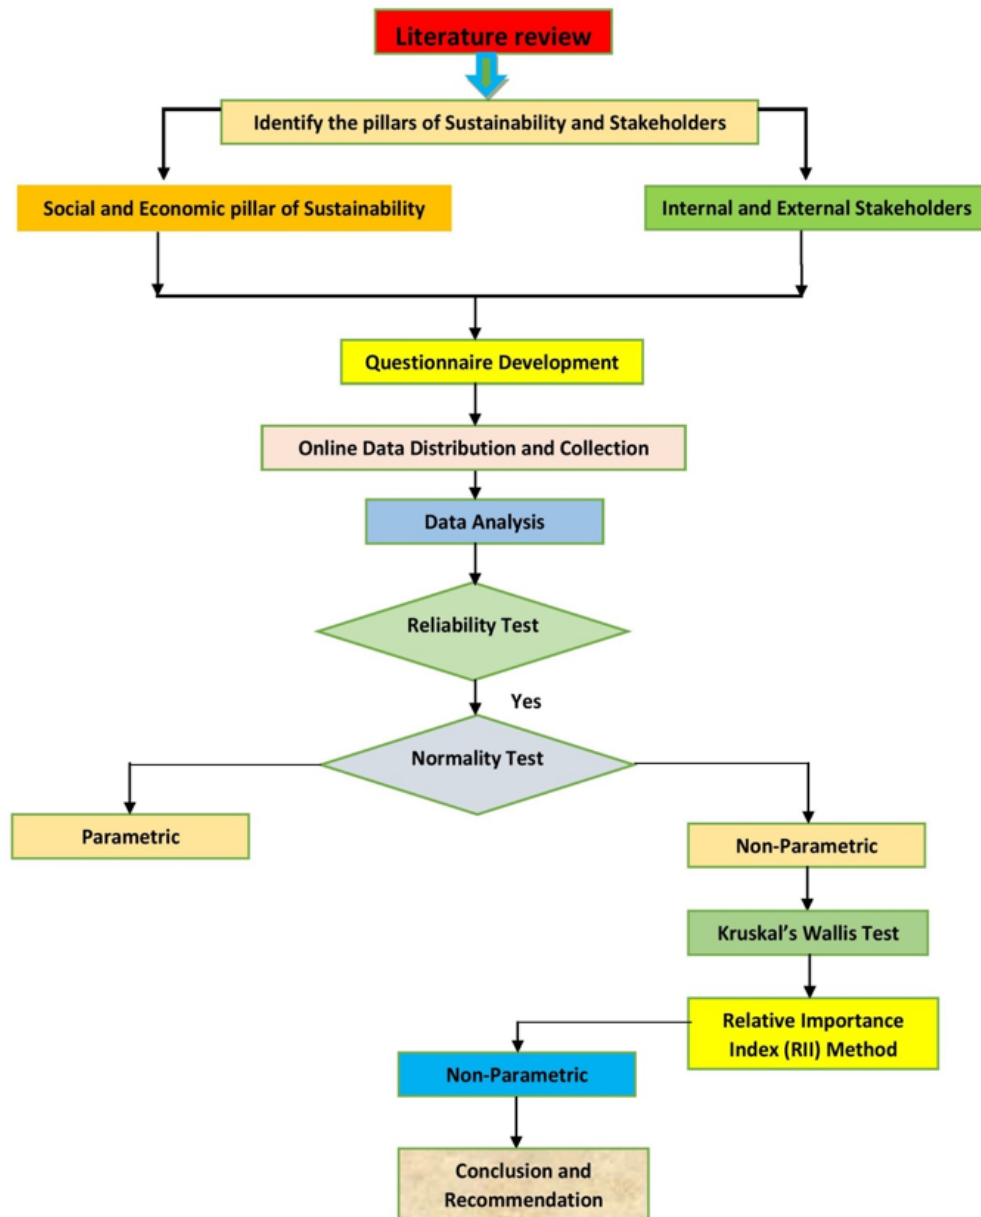 Literature review
Identify the pillars of Sustainability and Stakeholders
Social and Economic pillar of Sustainability
Internal and External Stakeholders
Questionnaire Development
Online Data Distribution and Collection
Data Analysis
Reliability Test
Yes
Normality Test
Parametric
Non-Parametric
Kruskal’s Wallis Test
Relative Importance
Index (RII) Method
Non-Parametric
Conclusion and
Recommendation